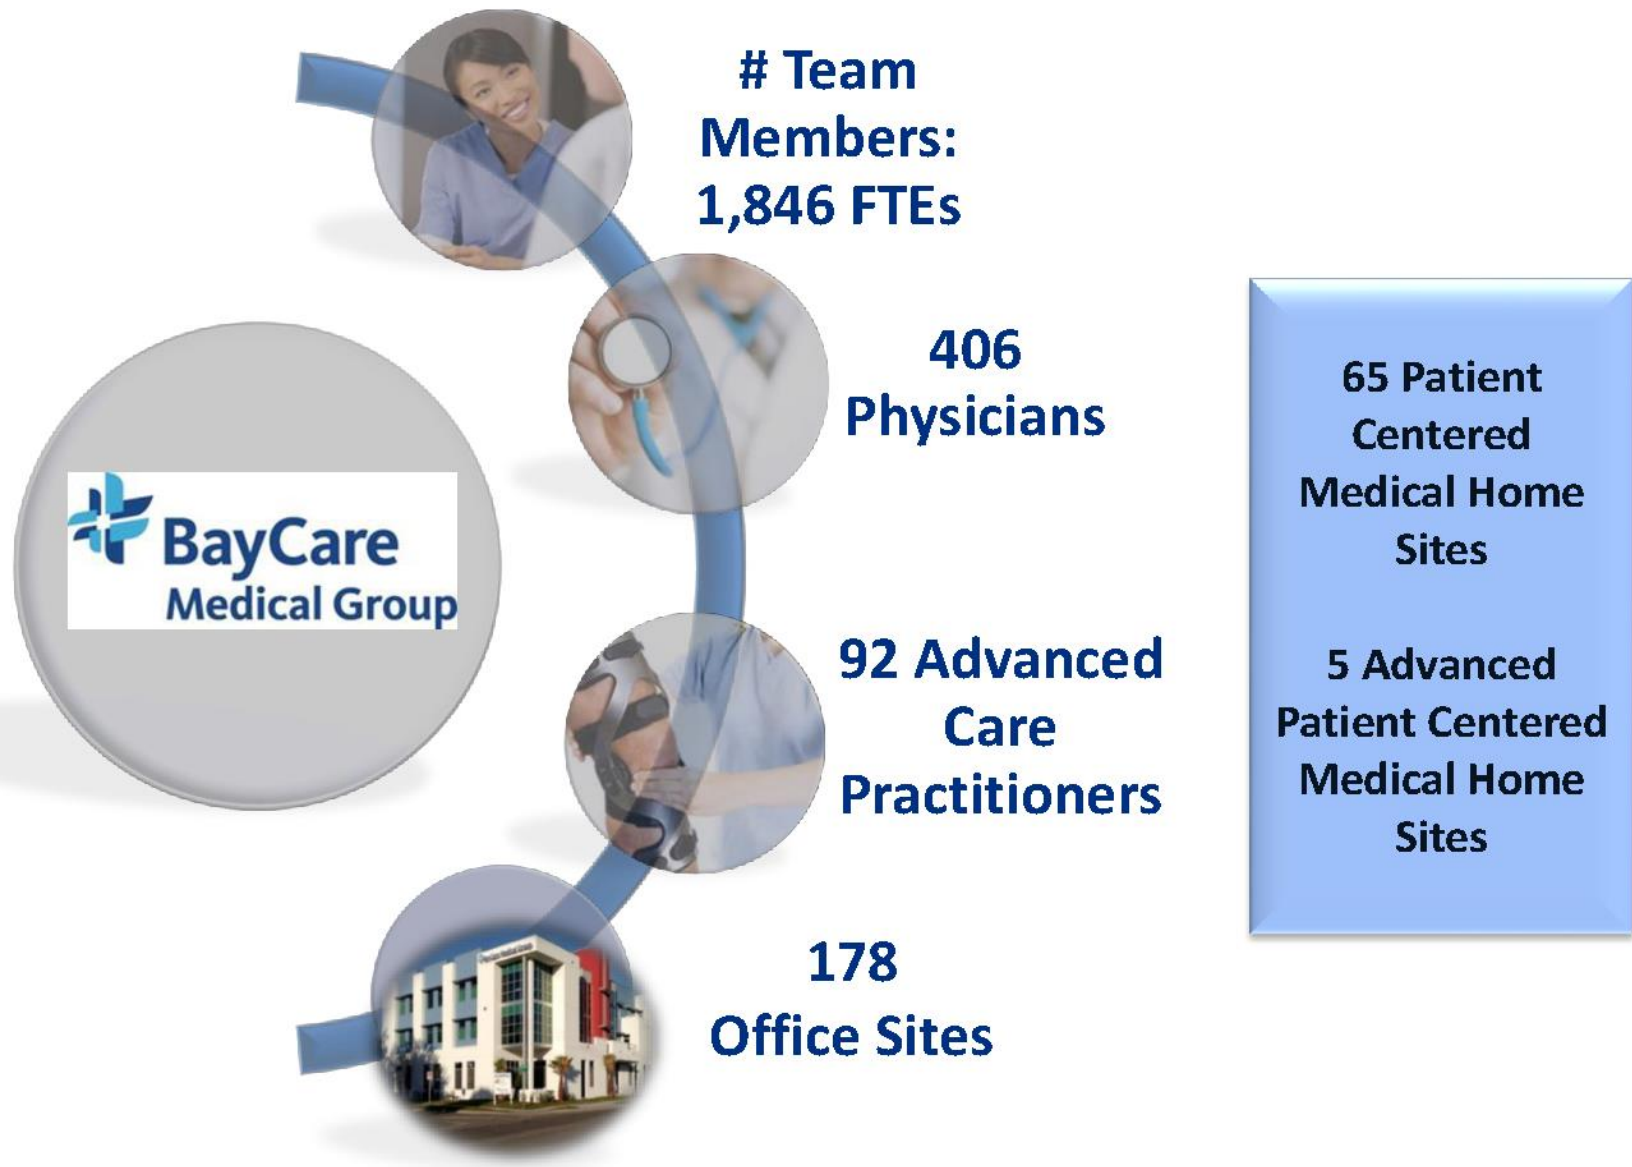 # Team
Members:
1,846 FTEs
406
Physicians
BayCare
Medical Group
92 Advanced
Care
Practitioners
178
Office Sites
65 Patient
Centered
Medical Home
Sites
5 Advanced
Patient Centered
Medical Home
Sites